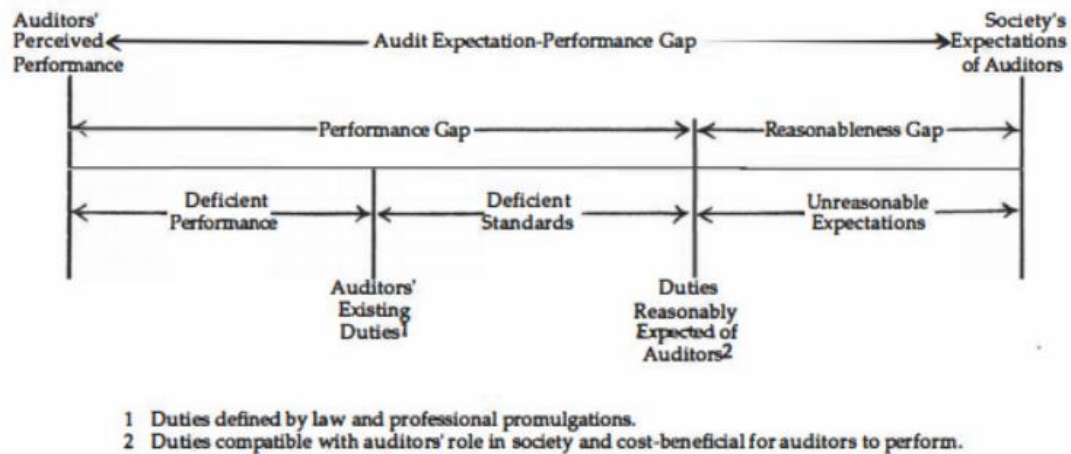 Auditors'
Perceived
Performance
Audit Expectation-Performance Gap
Society's
Expectations
of Auditors
Performance Gap
Reasonableness Gap
Deficient
Performance
Deficient
Standards
Unreasonable
Expectations
Auditors'
Existing
Duties1
Duties
Reasonably
Expected of
Auditors2
1 Duties defined by law and professional promulgations.
2 Duties compatible with auditors' role in society and cost-beneficial for auditors to perform.